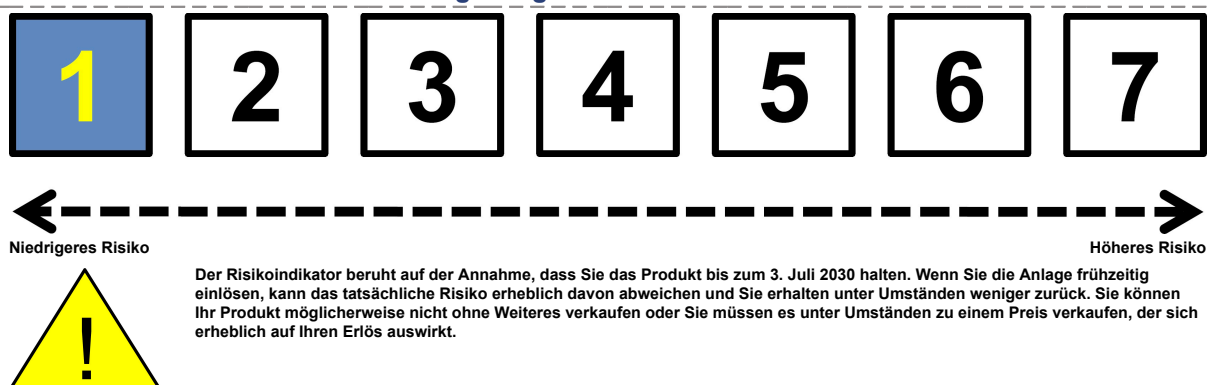 1 2 3 4 5 6 7
Niedrigeres Risiko Höheres Risiko
Der Risikoindikator beruht auf der Annahme, dass Sie das Produkt bis zum 3. Juli 2030 halten. Wenn Sie die Anlage frühzeitig
einlösen, kann das tatsächliche Risiko erheblich davon abweichen und Sie erhalten unter Umständen weniger zurück. Sie können
Ihr Produkt möglicherweise nicht ohne Weiteres verkaufen oder Sie müssen es unter Umständen zu einem Preis verkaufen, der sich
erheblich auf Ihren Erlös auswirkt.
!